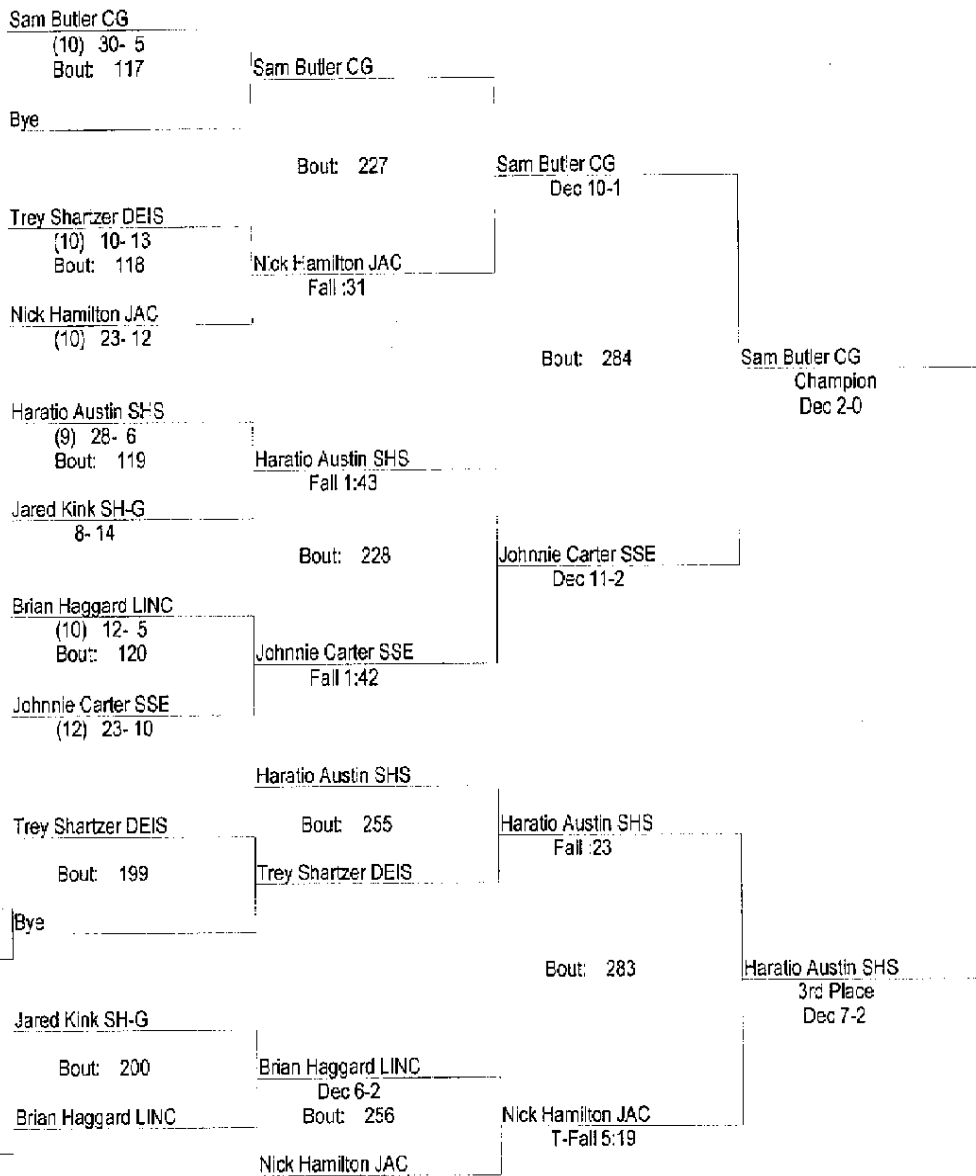 Sam Butler CG
(10) 30- 5
Bout: 117
Sam Butler CG
Bye
Bout: 227
Sam Butler CG
Dec 10-1
Trey Shartzer DEIS
(10) 10- 13
Bout: 118
Nick Hamilton JAC
Fall :31
Nick Hamilton JAC
(10) 23- 12
Bout: 284
Sam Butler CG
Champion
Dec 2-0
Haratio Austin SHS
(9) 28- 6
Bout: 119
Haratio Austin SHS
Fall 1:43
Jared Kink SH-G
8- 14
Bout: 228
Johnnie Carter SSE
Dec 11-2
Brian Haggard LINC
(10) 12- 5
Bout: 120
Johnnie Carter SSE
Fall 1:42
Johnnie Carter SSE
(12) 23- 10
Haratio Austin SHS
Trey Shartzer DEIS
Bout: 255
Haratio Austin SHS
Fall :23
Bout: 199
Trey Shartzer DEIS
Bye
Bout: 283
Haratio Austin SHS
3rd Place
Dec 7-2
Jared Kink SH-G
Bout: 200
Brian Haggard LINC
Dec 6-2
Brian Haggard LINC
Bout: 256
Nick Hamilton JAC
T-Fall 5:19
Nick Hamilton JAC